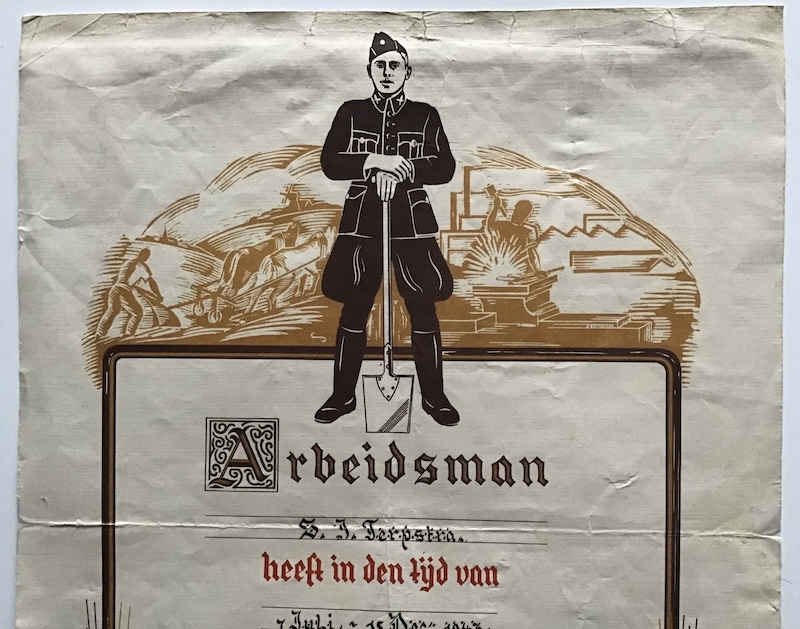 Arbeidsman
S. J. Terpstra.
heeft in den tijd van